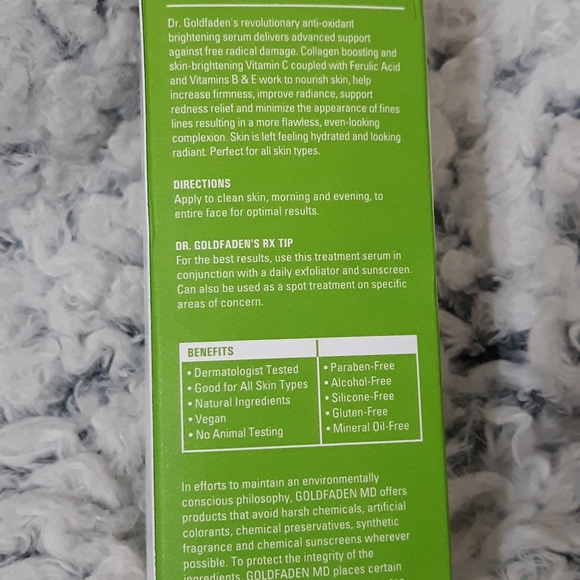 Dr. Goldfaden's revolutionary anti-oxidant
brightening serum delivers advanced support
against free radical damage. Collagen boosting and
skin-brightening Vitamin C coupled with Ferulic Acid
and Vitamins B & E work to nourish skin, help
increase firmness, improve radiance, support
redness relief and minimize the appearance of fines
lines resulting in a more flawless, even-looking
complexion. Skin is left feeling hydrated and looking
radiant. Perfect for all skin types.
DIRECTIONS
Apply to clean skin, morning and evening, to
entire face for optimal results.
DR. GOLDFADEN'S RX TIP
For the best results, use this treatment serum in
conjunction with a daily exfoliator and sunscreen.
Can also be used as a spot treatment on specific
areas of concern.
BENEFITS
• Dermatologist Tested
• Good for All Skin Types
• Natural Ingredients
• Vegan
• No Animal Testing
• Paraben-Free
• Alcohol-Free
• Silicone-Free
• Gluten-Free
• Mineral Oil-Free
In efforts to maintain an environmentally
conscious philosophy, GOLDFADEN MD offers
products that avoid harsh chemicals, artificial
colorants, chemical preservatives, synthetic
fragrance and chemical sunscreens wherever
possible. To protect the integrity of the
ingredients, GOLDFADEN MD places certain